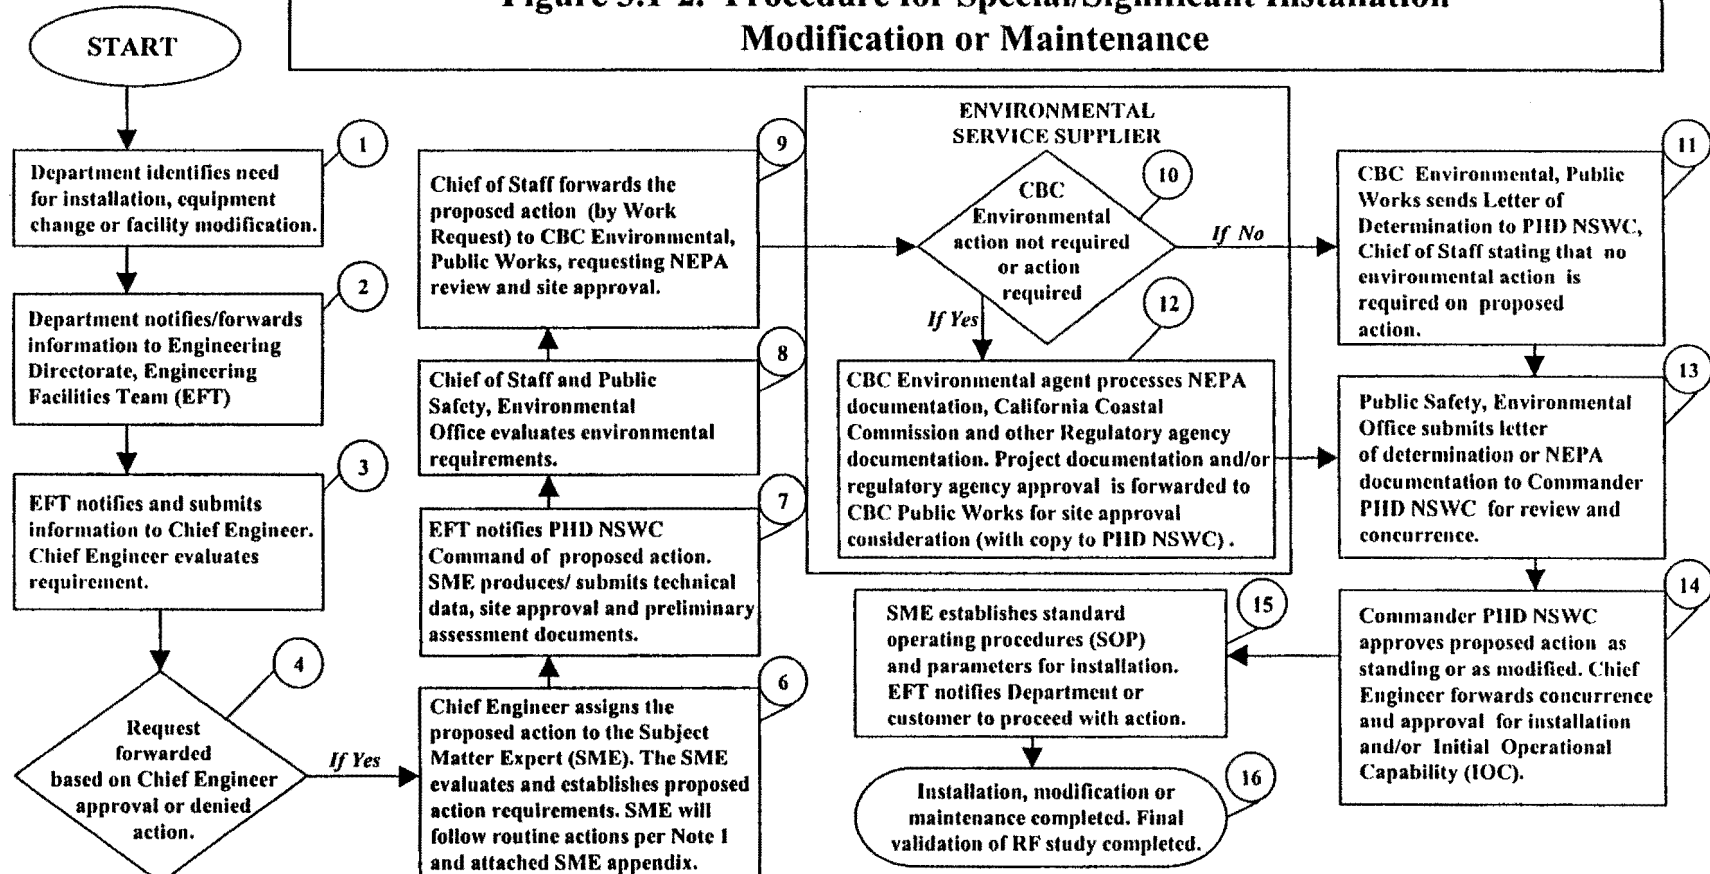 Figure 3.1-2. Procedure for Special/Significant Installation
Modification or Maintenance
START
1
Department identifies need
for installation, equipment
change or facility modification.
2
Department notifies/forwards
information to Engineering
Directorate, Engineering
Facilities Team (EFT)
3
EFT notifies and submits
information to Chief Engineer.
Chief Engineer evaluates
requirement.
4
Request
forwarded
based on Chief Engineer
approval or denied
action.
If Yes
6
Chief Engineer assigns the
proposed action to the Subject
Matter Expert (SME). The SME
evaluates and establishes proposed
action requirements. SME will
follow routine actions per Note 1
and attached SME appendix.
7
EFT notifies PHD NSWC
Command of proposed action.
SME produces/ submits technical
data, site approval and preliminary
assessment documents.
8
Chief of Staff and Public
Safety, Environmental
Office evaluates environmental
requirements.
9
Chief of Staff forwards the
proposed action (by Work
Request) to CBC Environmental,
Public Works, requesting NEPA
review and site approval.
ENVIRONMENTAL
SERVICE SUPPLIER
10
CBC
Environmental
action not required
or action
required
If No
If Yes
11
CBC Environmental, Public
Works sends Letter of
Determination to PHD NSWC,
Chief of Staff stating that no
environmental action is
required on proposed
action.
12
CBC Environmental agent processes NEPA
documentation, California Coastal
Commission and other Regulatory agency
documentation. Project documentation and/or
regulatory agency approval is forwarded to
CBC Public Works for site approval
consideration (with copy to PHD NSWC) .
13
Public Safety, Environmental
Office submits letter
of determination or NEPA
documentation to Commander
PHD NSWC for review and
concurrence.
14
Commander PHD NSWC
approves proposed action as
standing or as modified. Chief
Engineer forwards concurrence
and approval for installation
and/or Initial Operational
Capability (IOC).
15
SME establishes standard
operating procedures (SOP)
and parameters for installation.
EFT notifies Department or
customer to proceed with action.
16
Installation, modification or
maintenance completed. Final
validation of RF study completed.